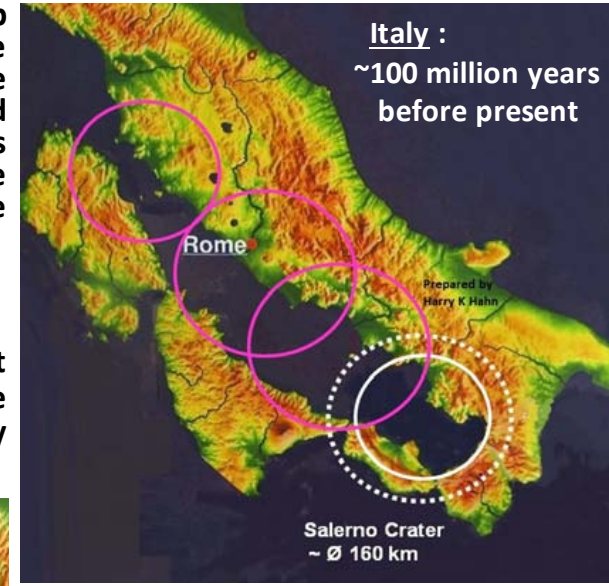 Italy :
~100 million years
before present
Rome
Prepared by
Harry K Hahn
Salerno Crater
~ Ø 160 km